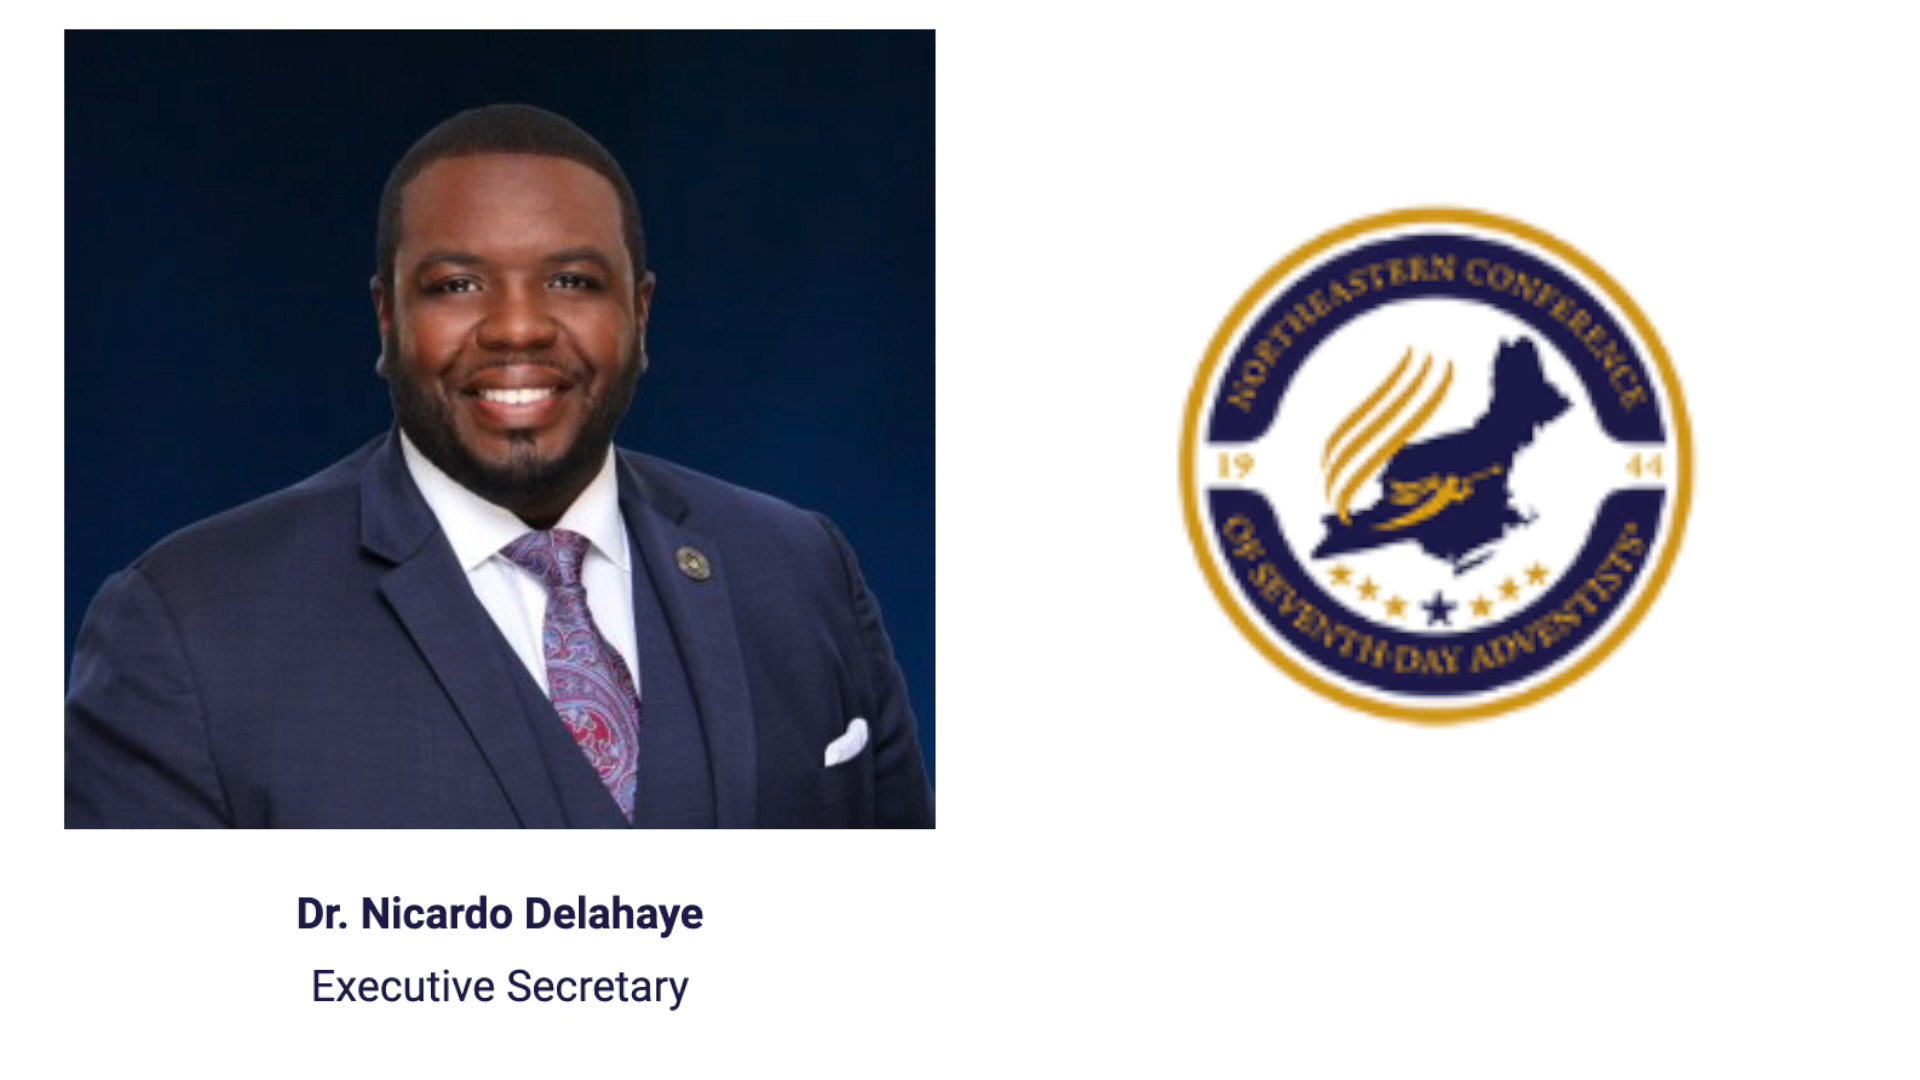 Dr. Nicardo Delahaye
Executive Secretary
NORTHEASTERN CONFERENCE
19 44
OF SEVENTH-DAY ADVENTISTS®